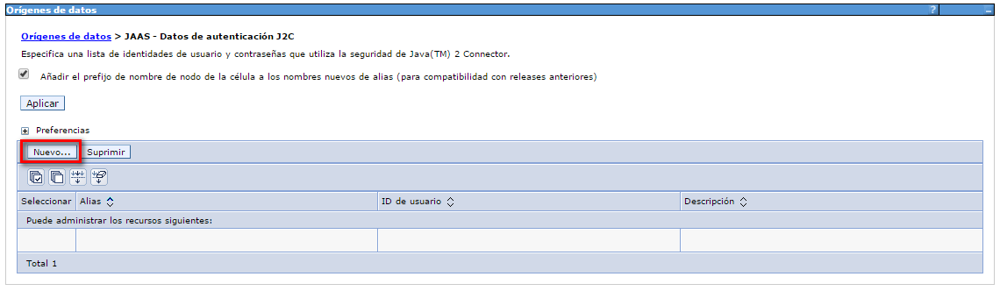 Orígenes de datos ? –
Orígenes de datos > JAAS - Datos de autenticación J2C
Especifica una lista de identidades de usuario y contraseñas que utiliza la seguridad de Java(TM) 2 Connector.
Añadir el prefijo de nombre de nodo de la célula a los nombres nuevos de alias (para compatibilidad con releases anteriores)
Aplicar
Preferencias
Nuevo... Suprimir
Seleccionar Alias ID de usuario Descripción
Puede administrar los recursos siguientes:
Total 1